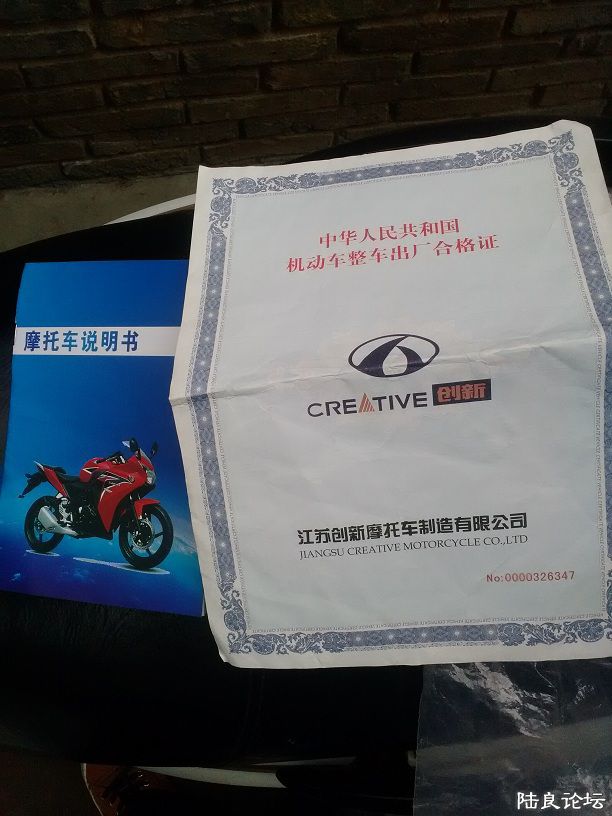 摩托车说明书
中华人民共和国
机动车整车出厂合格证
CREATIVE 创新
江苏创新摩托车制造有限公司
JIANGSU CREATIVE MOTORCYCLE CO.,LTD
No:0000326347
陆良论坛